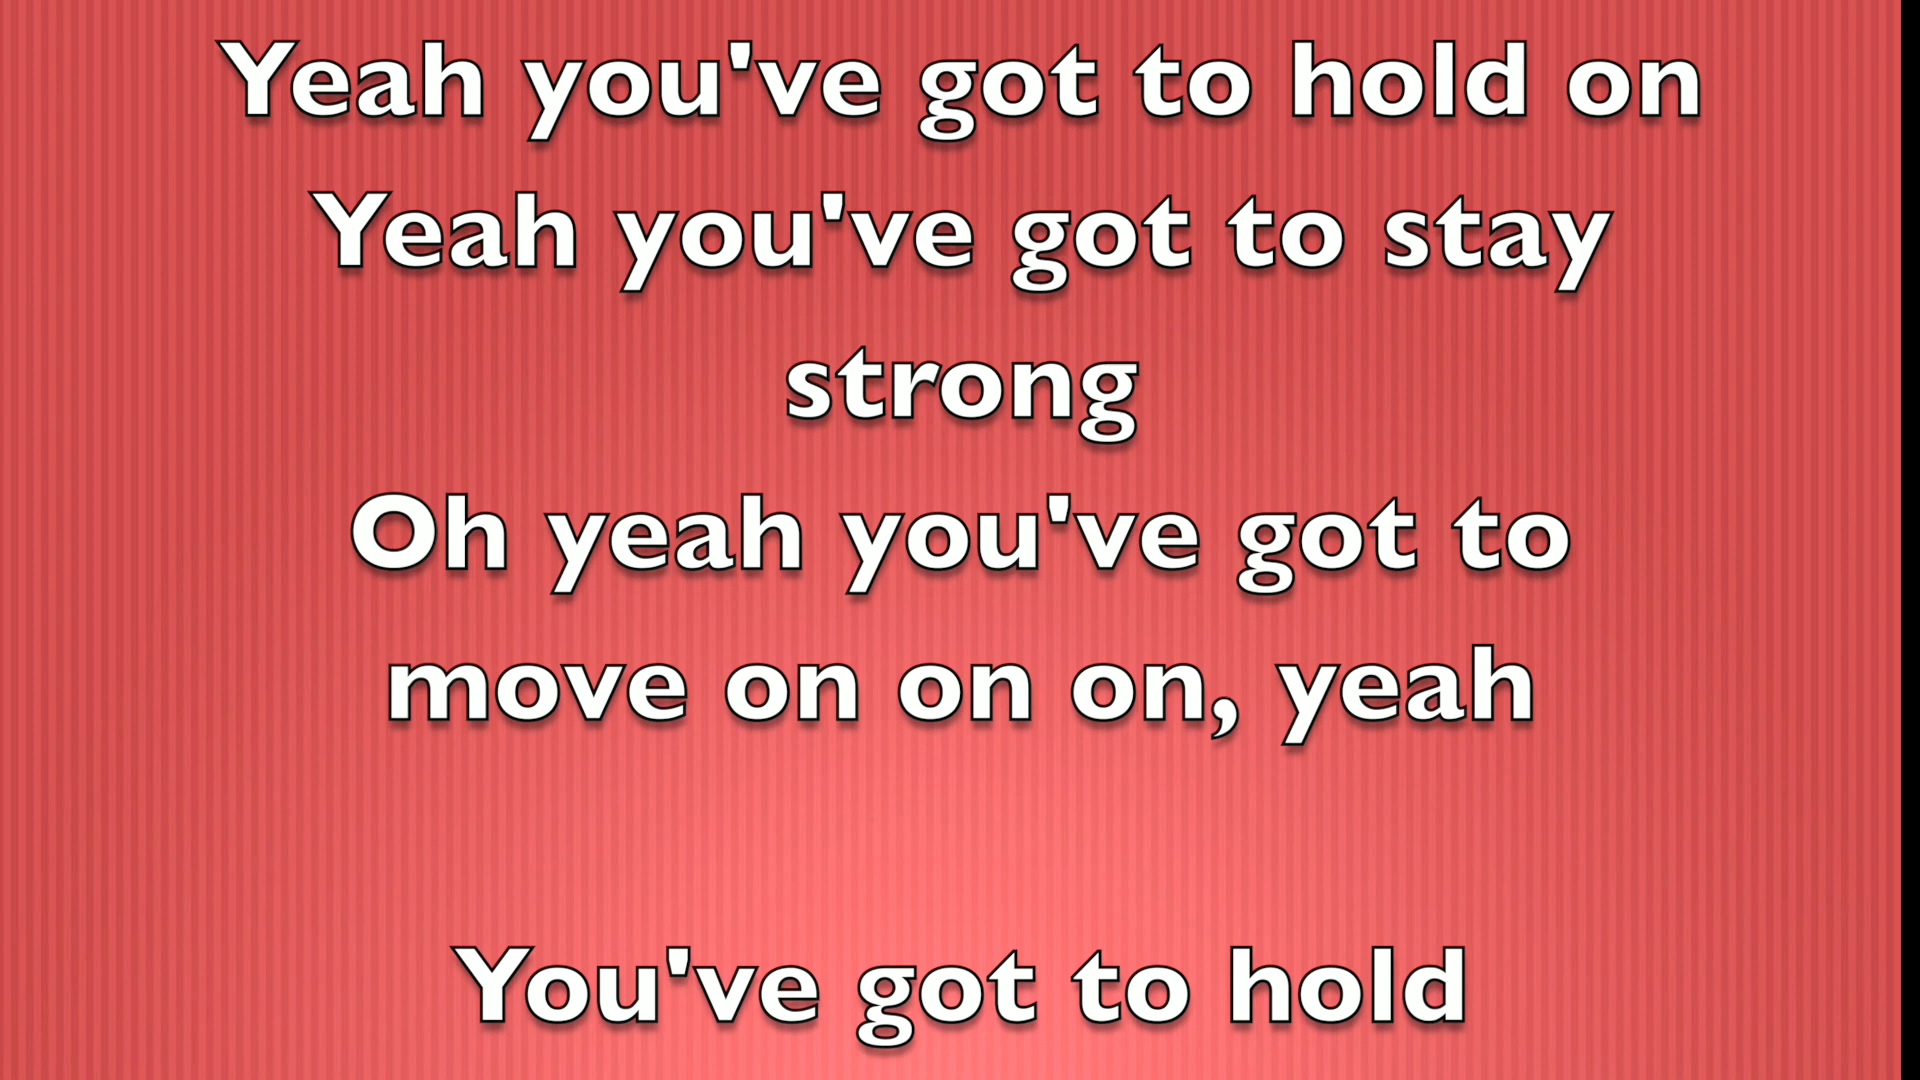 Yeah you've got to hold on
Yeah you've got to stay
strong
Oh yeah you've got to
move on on on, yeah
You've got to hold